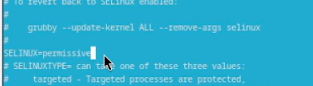 # To revert back to SELinux enabled:
#
#    grubby --update-kernel ALL --remove-args selinux
#
SELINUX=permissive
# SELINUXTYPE= can take one of these three values:
#     targeted - Targeted processes are protected,